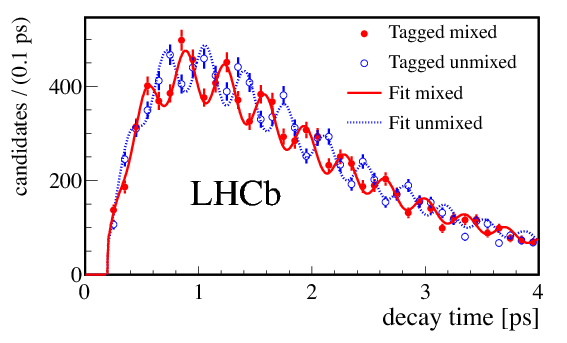 candidates / (0.1 ps)
400
200
0
Tagged mixed
Tagged unmixed
Fit mixed
Fit unmixed
LHCb
0 1 2 3 4
decay time [ps]